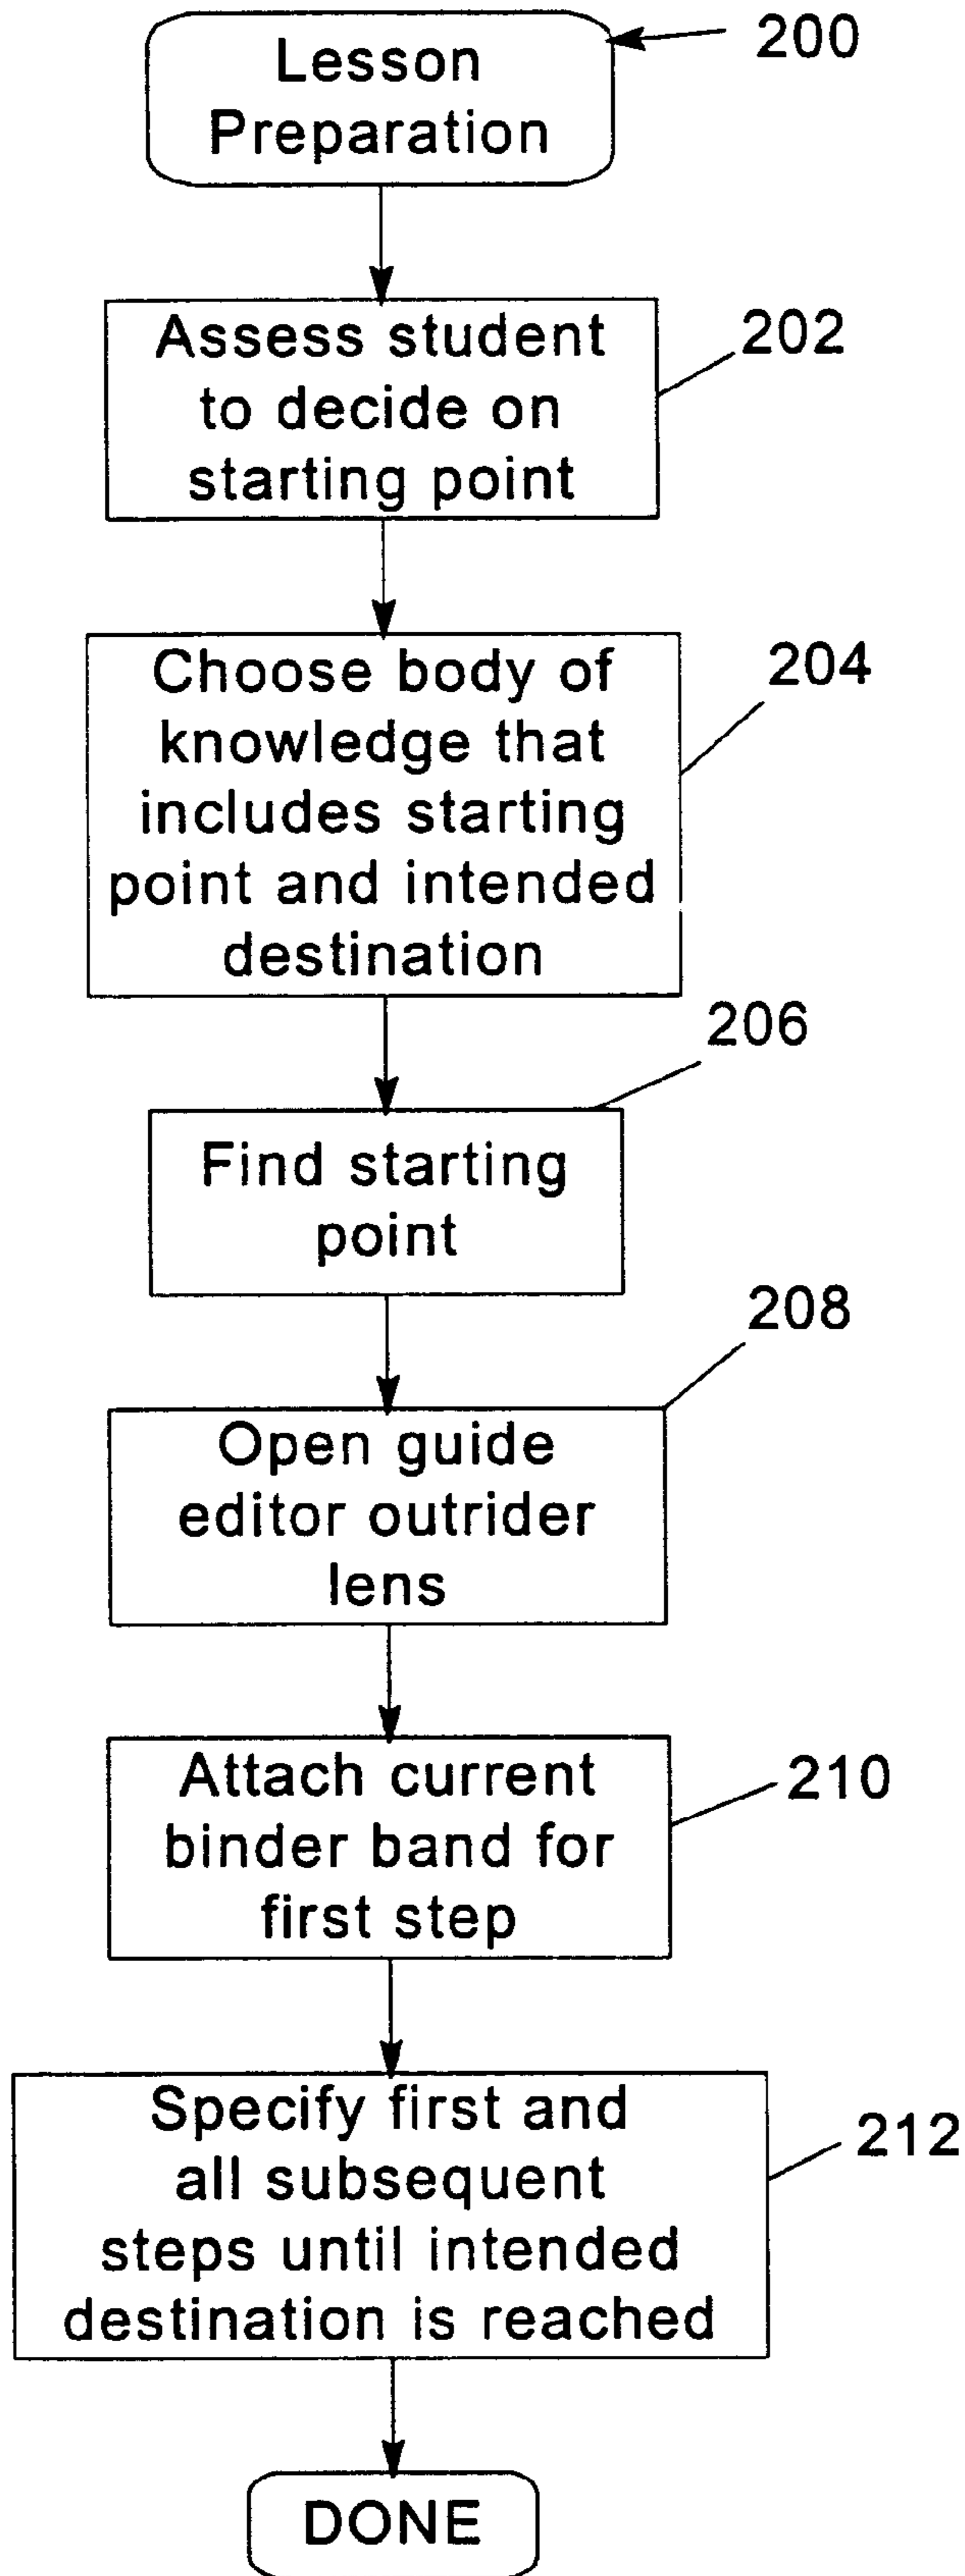 Lesson
Preparation
200
Assess student
to decide on
starting point
202
Choose body of
knowledge that
includes starting
point and intended
destination
204
206
Find starting
point
208
Open guide
editor outrider
lens
Attach current
binder band for
first step
210
Specify first and
all subsequent
steps until intended
destination is reached
212
DONE